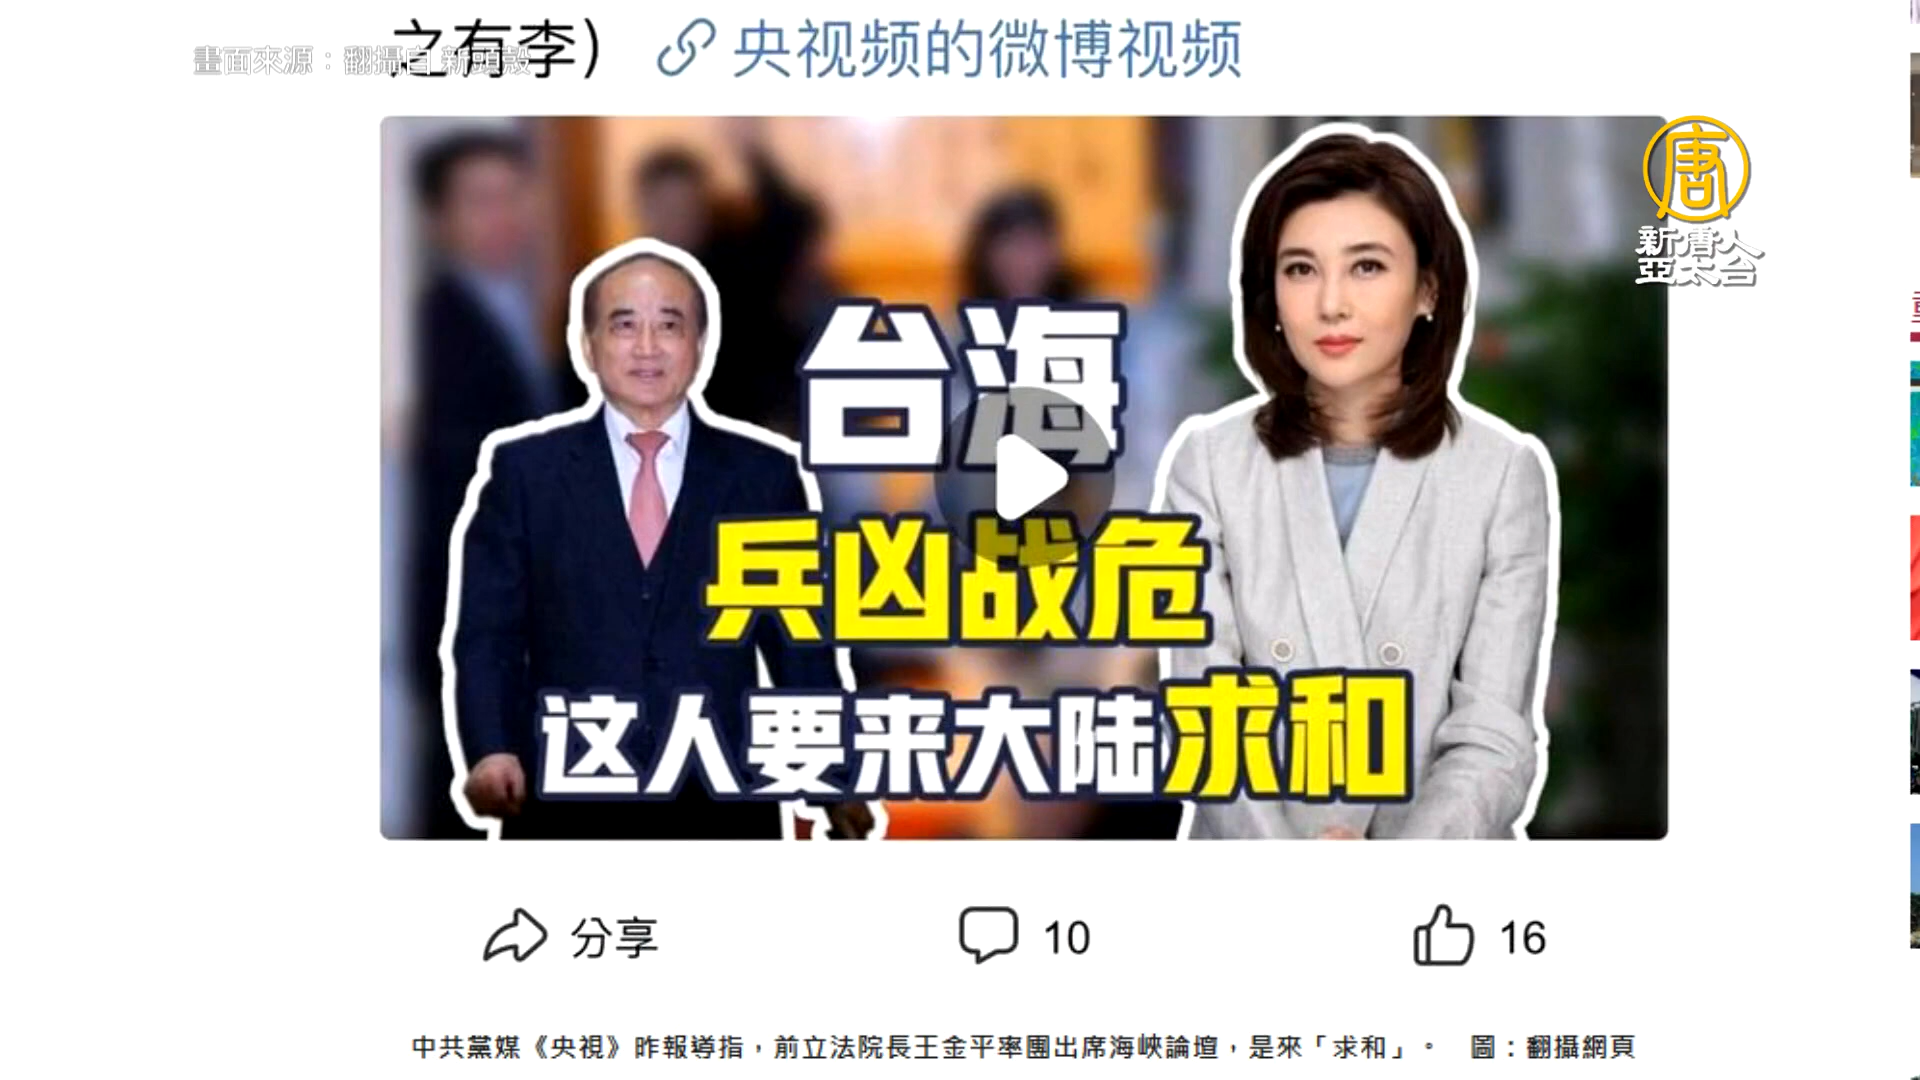 之有李） 央视频的微博视频
畫面來源：翻攝自 新頭殼
唐
新唐人
亞太台
台海
兵凶战危
这人要来大陆求和
分享
10
16
中共黨媒《央視》昨報導指，前立法院長王金平率團出席海峽論壇，是來「求和」。 圖：翻攝網頁